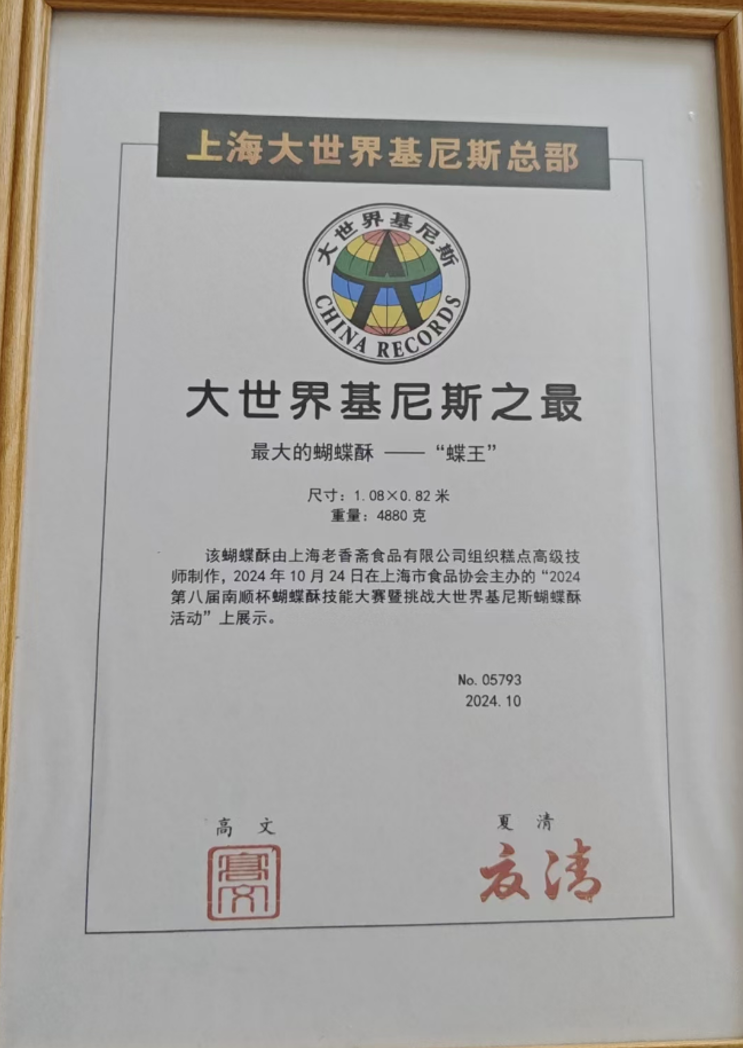 上海大世界基尼斯总部
大世界基尼斯
CHINA RECORDS
大世界基尼斯之最
最大的蝴蝶酥 —— “蝶王”
尺寸：1.08×0.82 米
重量：4880 克
该蝴蝶酥由上海老香斋食品有限公司组织糕点高级技
师制作，2024 年 10 月 24 日在上海市食品协会主办的“2024
第八届南顺杯蝴蝶酥技能大赛暨挑战大世界基尼斯蝴蝶酥
活动”上展示。
No. 05793
2024.10
高 文
夏 清
高文
夏清